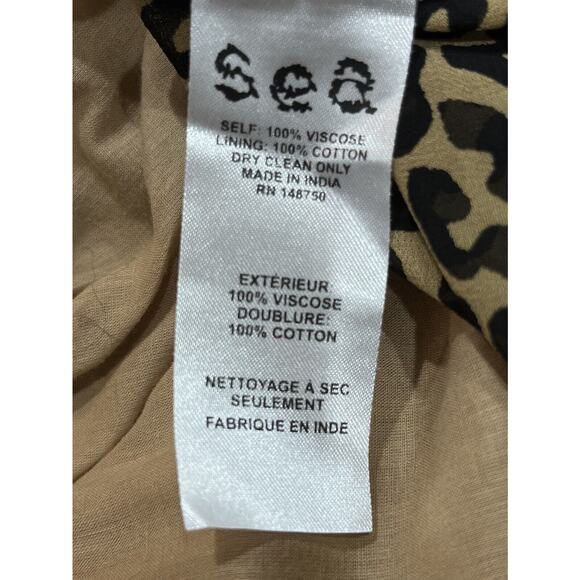 Sea
SELF: 100% VISCOSE
LINING: 100% COTTON
DRY CLEAN ONLY
MADE IN INDIA
RN 148750
EXTÉRIEUR:
100% VISCOSE
DOUBLURE:
100% COTTON
NETTOYAGE À SEC
SEULEMENT
FABRIQUE EN INDE